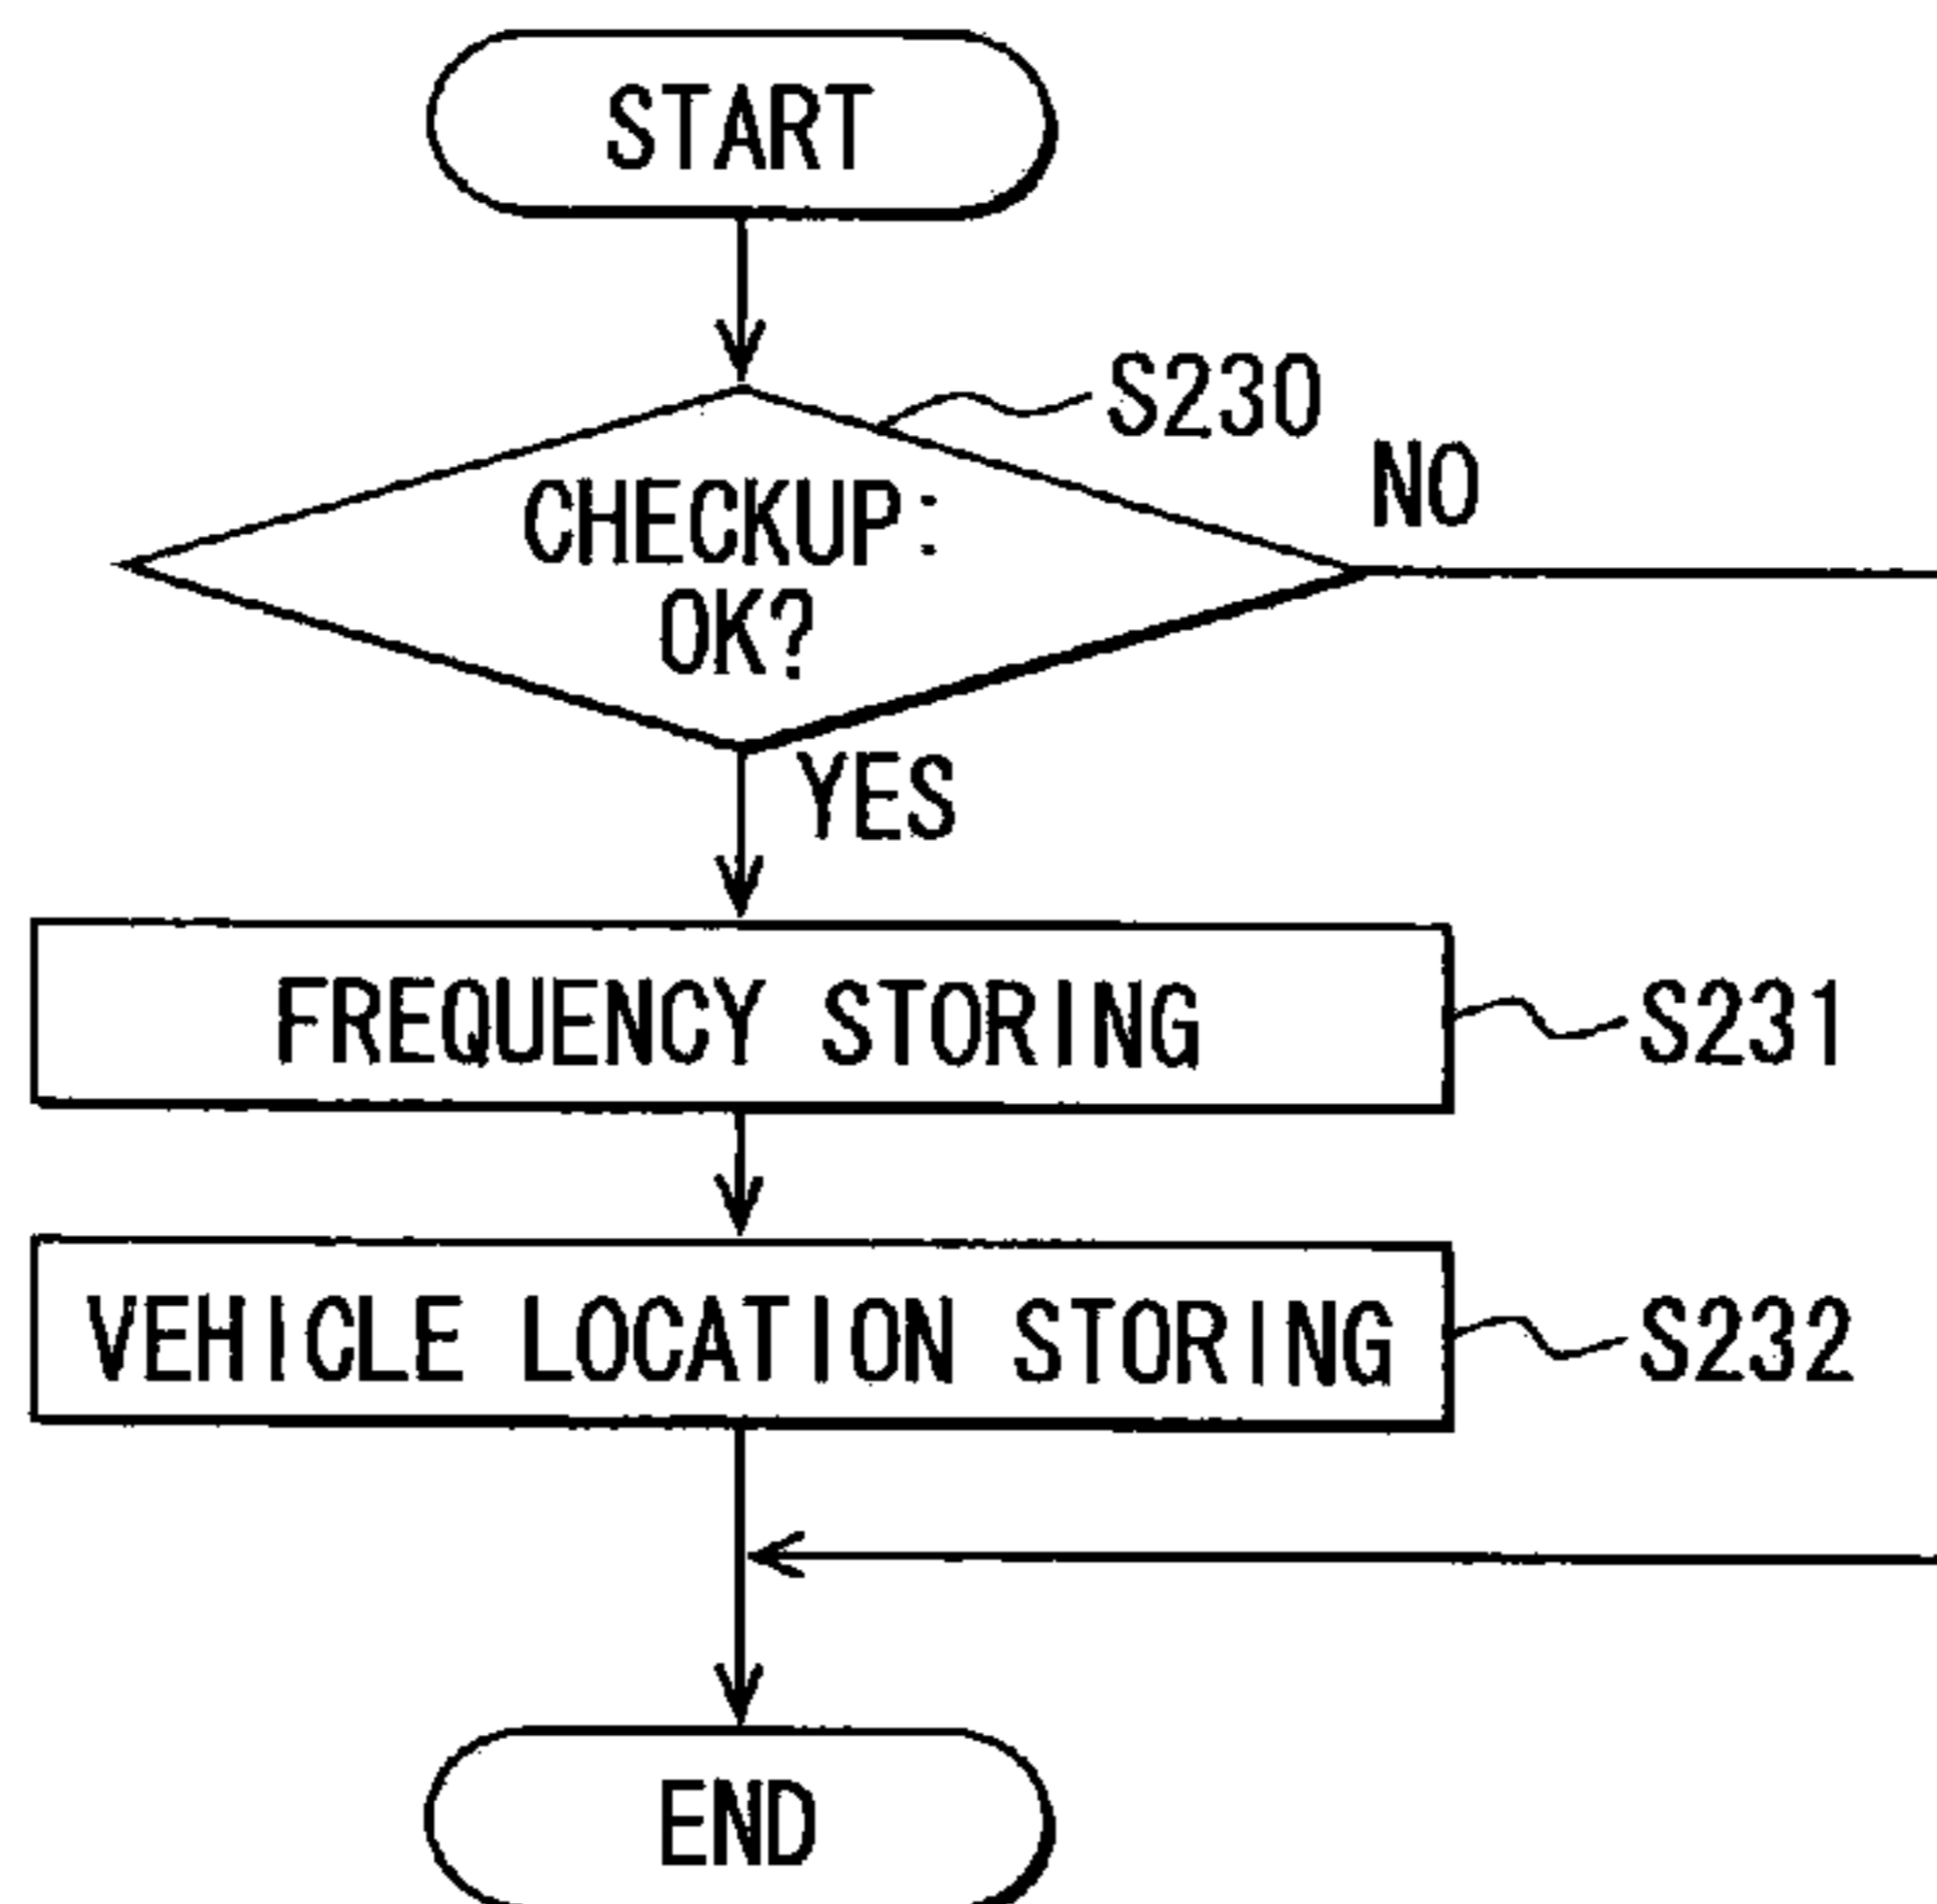 START
S230
NO
CHECKUP:
OK?
YES
FREQUENCY STORING
S231
VEHICLE LOCATION STORING
S232
END